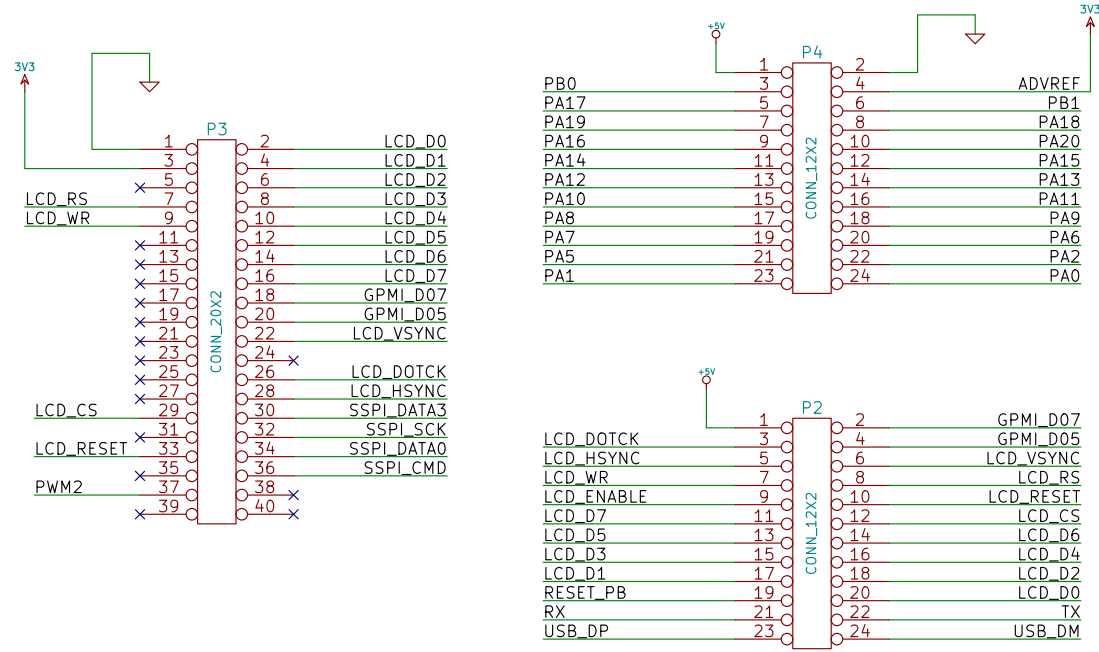 3V3
P3
1 2 LCD_D0
3 4 LCD_D1
5 6 LCD_D2
LCD_RS 7 8 LCD_D3
LCD_WR 9 10 LCD_D4
11 12 LCD_D5
13 14 LCD_D6
15 16 LCD_D7
17 18 GPMI_D07
19 20 GPMI_D05
21 22 LCD_VSYNC
23 24
25 26 LCD_DOTCK
27 28 LCD_HSYNC
LCD_CS 29 30 SSPI_DATA3
31 32 SSPI_SCK
LCD_RESET 33 34 SSPI_DATA0
35 36 SSPI_CMD
PWM2 37 38
39 40
CONN_20X2
+5V
3V3
P4
1 2
PB0 3 4 ADVREF
PA17 5 6 PB1
PA19 7 8 PA18
PA16 9 10 PA20
PA14 11 12 PA15
PA12 13 14 PA13
PA10 15 16 PA11
PA8 17 18 PA9
PA7 19 20 PA6
PA5 21 22 PA2
PA1 23 24 PA0
CONN_12X2
+5V
P2
1 2 GPMI_D07
LCD_DOTCK 3 4 GPMI_D05
LCD_HSYNC 5 6 LCD_VSYNC
LCD_WR 7 8 LCD_RS
LCD_ENABLE 9 10 LCD_RESET
LCD_D7 11 12 LCD_CS
LCD_D5 13 14 LCD_D6
LCD_D3 15 16 LCD_D4
LCD_D1 17 18 LCD_D2
RESET_PB 19 20 LCD_D0
RX 21 22 TX
USB_DP 23 24 USB_DM
CONN_12X2